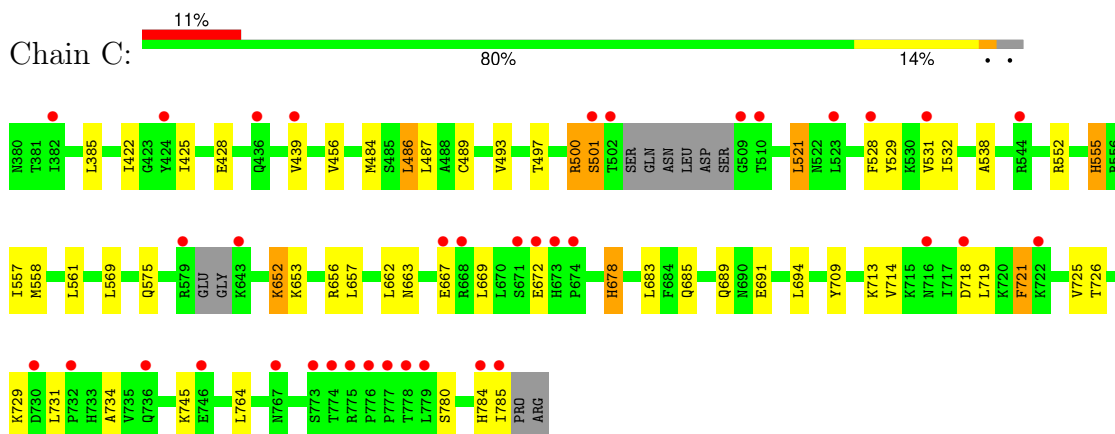 11%
Chain C:
80% 14% • •
N380 T381 I382 L385 I422 G423 Y424 I425 E428 Q436 V439 V456 M484 S485 L486 L487 A488 C489 V493 T497 R500 S501 T502 SER GLN ASN LEU ASP SER G509 T510 L521 N522 L523 F528 Y529 K530 V531 I532 A538 R544 R552 H555 R556
I557 M558 L561 L569 Q575 R579 GLU GLY K643 K652 K653 R656 L657 L662 N663 E667 R668 L669 L670 S671 E672 H673 P674 H678 L683 F684 Q685 Q689 N690 E691 L694 Y709 K713 V714 K715 N716 I717 D718 L719 K720 F721 K722 V725 T726
K729 D730 L731 P732 H733 A734 V735 Q736 K745 E746 L764 N767 S773 T774 R775 P776 P777 T778 L779 S780 H784 I785 PRO ARG